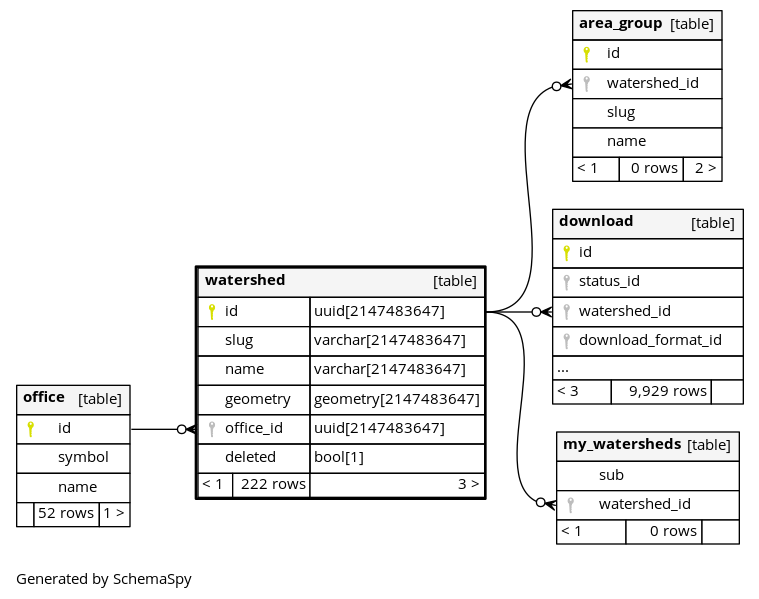 area_group [table]
id
watershed_id
slug
name
< 1 0 rows 2 >
download [table]
id
status_id
watershed_id
download_format_id
...
< 3 9,929 rows
watershed [table]
id uuid[2147483647]
slug varchar[2147483647]
name varchar[2147483647]
geometry geometry[2147483647]
office_id uuid[2147483647]
deleted bool[1]
< 1 222 rows 3 >
office [table]
id
symbol
name
52 rows 1 >
my_watersheds [table]
sub
watershed_id
< 1 0 rows
Generated by SchemaSpy